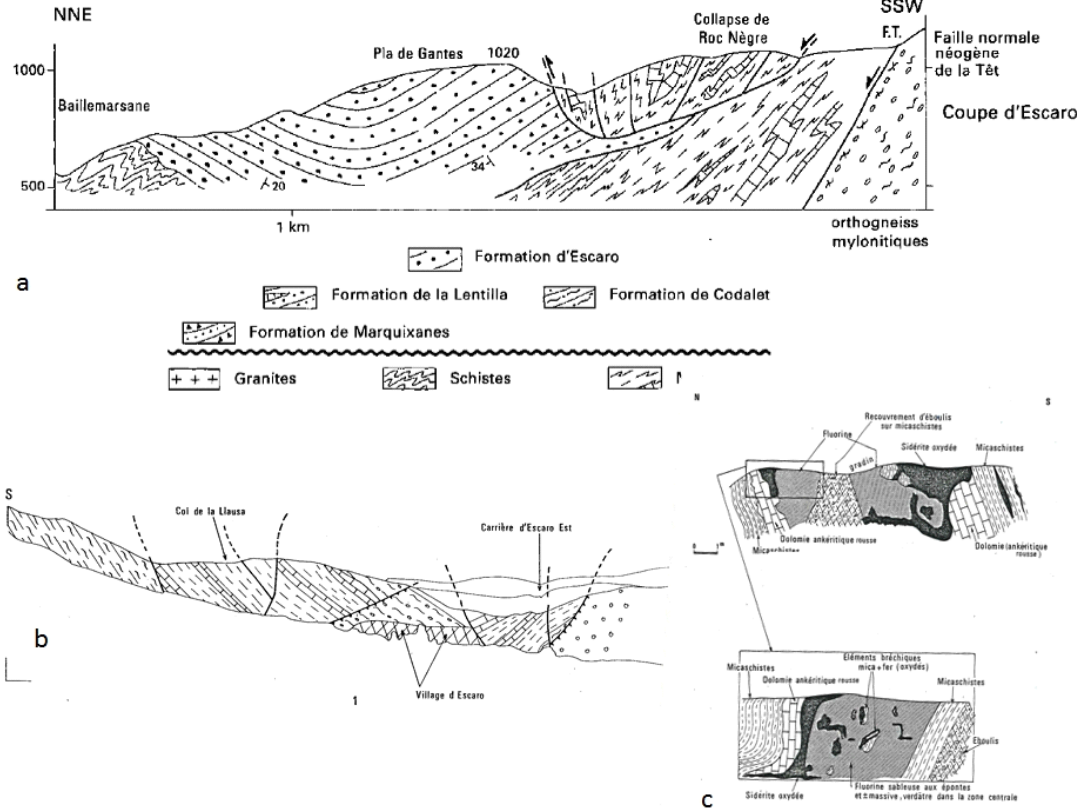 NNE
SSW
Collapse de
Roc Nègre
F.T.
Pla de Gantes 1020
Faille normale
néogène
de la Têt
1000
Baillemarsane
Coupe d'Escaro
500
34
20
1 km
orthogneiss
mylonitiques
a
Formation d'Escaro
Formation de la Lentilla
Formation de Codalet
Formation de Marquixanes
Granites
Schistes
N
S
Recouvrement d'éboulis
sur micaschistes
Fluorine
Sidérite oxydée
Micaschistes
gradin
Dolomie ankéritique rousse
Micaschistes
Dolomie (ankéritique
rousse)
0 1m
S
Col de la Llausa
Carrière d'Escaro Est
b
Village d'Escaro
1
Eléments bréchiques
mica + fer (oxydés)
Micaschistes
Dolomie ankéritique rousse
Micaschistes
Eboulis
Fluorine sableuse aux épontes
et ± massive, verdâtre dans la zone centrale
Sidérite oxydée
c